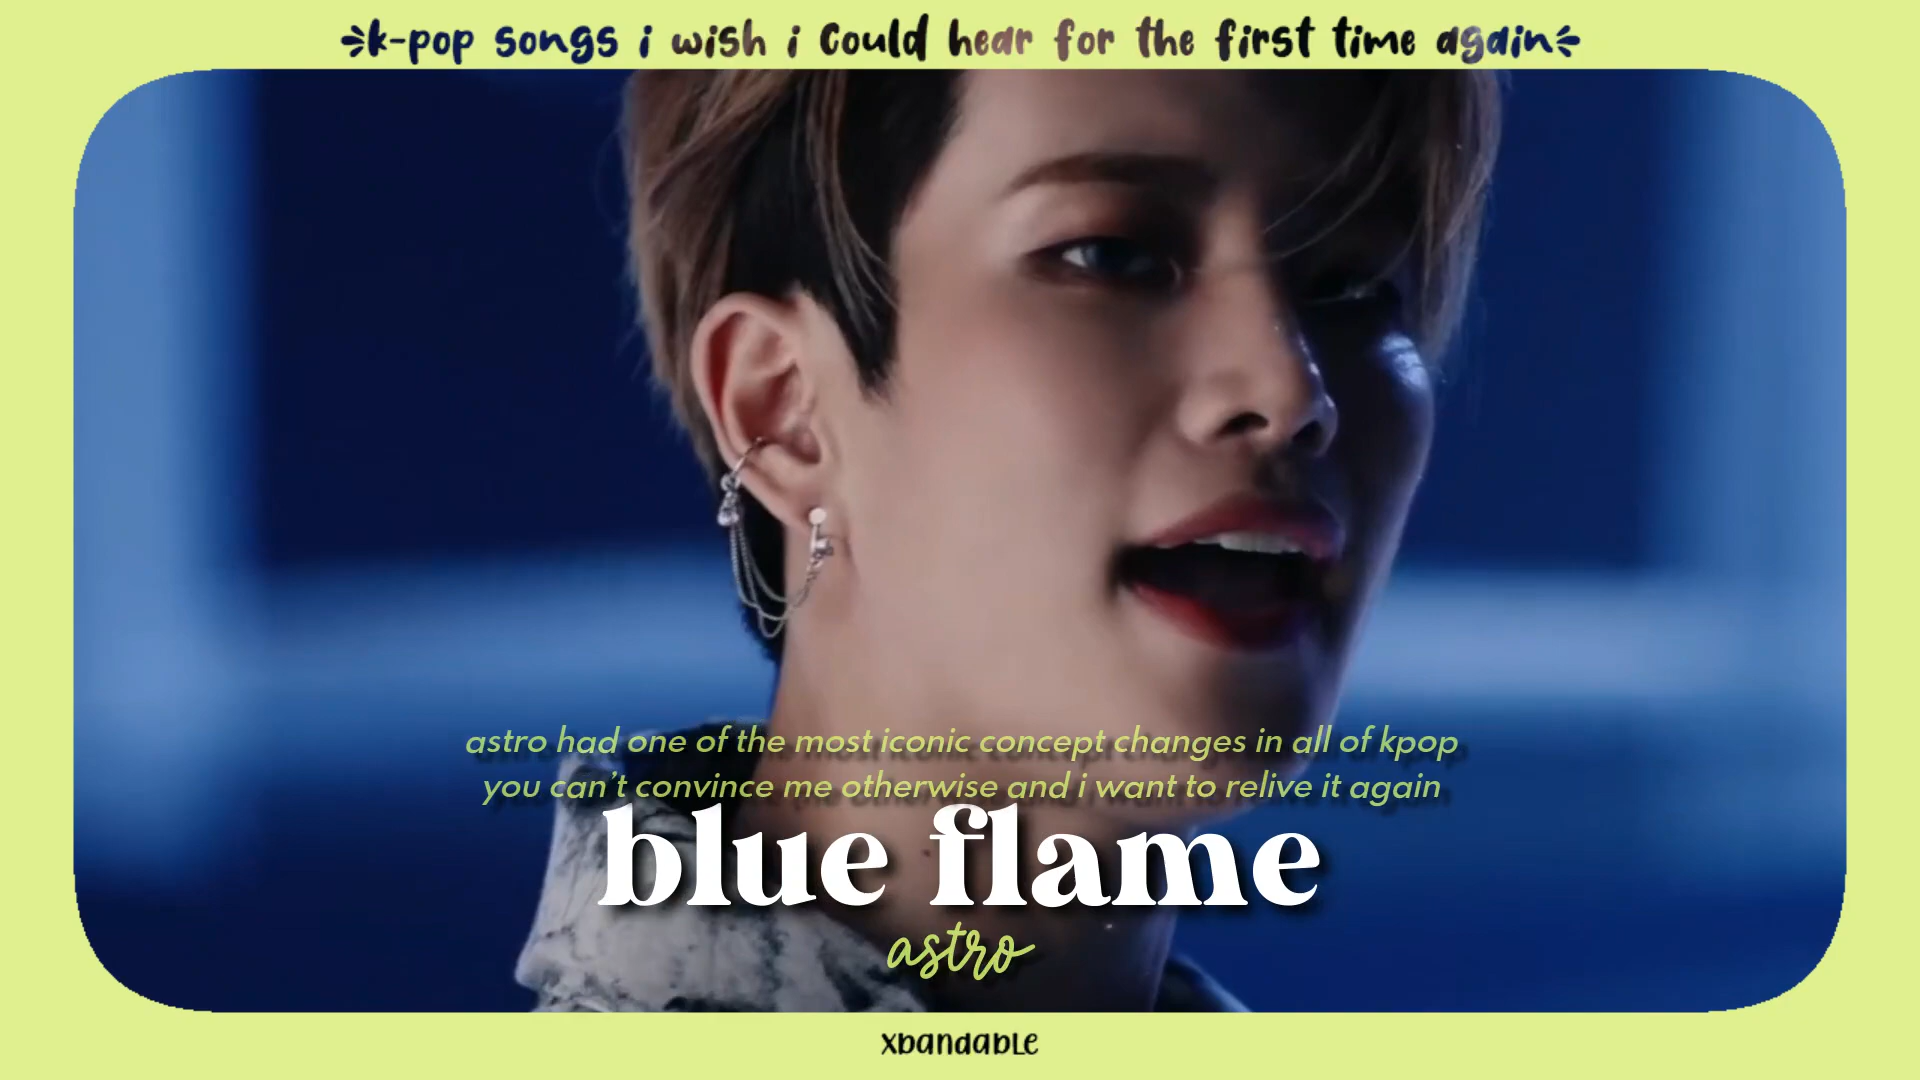 k-pop songs i wish i could hear for the first time again
astro had one of the most iconic concept changes in all of kpop
you can't convince me otherwise and i want to relive it again
blue flame
astro
xbandable